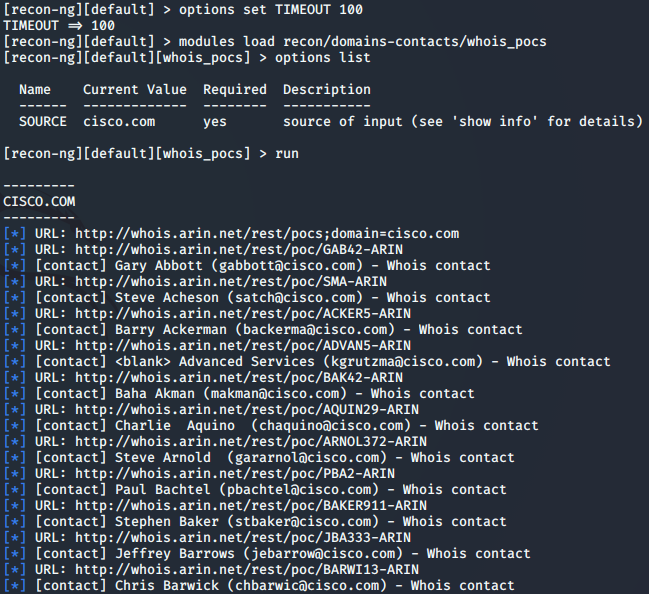 [recon-ng][default] > options set TIMEOUT 100
TIMEOUT => 100
[recon-ng][default] > modules load recon/domains-contacts/whois_pocs
[recon-ng][default][whois_pocs] > options list
Name Current Value Required Description
------ ------------- -------- -----------
SOURCE cisco.com yes source of input (see 'show info' for details)
[recon-ng][default][whois_pocs] > run
---------
CISCO.COM
---------
[*] URL: http://whois.arin.net/rest/pocs;domain=cisco.com
[*] URL: http://whois.arin.net/rest/poc/GAB42-ARIN
[*] [contact] Gary Abbott (gabbott@cisco.com) - Whois contact
[*] URL: http://whois.arin.net/rest/poc/SMA-ARIN
[*] [contact] Steve Acheson (satch@cisco.com) - Whois contact
[*] URL: http://whois.arin.net/rest/poc/ACKER5-ARIN
[*] [contact] Barry Ackerman (backerma@cisco.com) - Whois contact
[*] URL: http://whois.arin.net/rest/poc/ADVAN5-ARIN
[*] [contact] <blank> Advanced Services (kgrutzma@cisco.com) - Whois contact
[*] URL: http://whois.arin.net/rest/poc/BAK42-ARIN
[*] [contact] Baha Akman (makman@cisco.com) - Whois contact
[*] URL: http://whois.arin.net/rest/poc/AQUIN29-ARIN
[*] [contact] Charlie  Aquino  (chaquino@cisco.com) - Whois contact
[*] URL: http://whois.arin.net/rest/poc/ARNOL372-ARIN
[*] [contact] Steve Arnold  (gararnol@cisco.com) - Whois contact
[*] URL: http://whois.arin.net/rest/poc/PBA2-ARIN
[*] [contact] Paul Bachtel (pbachtel@cisco.com) - Whois contact
[*] URL: http://whois.arin.net/rest/poc/BAKER911-ARIN
[*] [contact] Stephen Baker (stbaker@cisco.com) - Whois contact
[*] URL: http://whois.arin.net/rest/poc/JBA333-ARIN
[*] [contact] Jeffrey Barrows (jebarrow@cisco.com) - Whois contact
[*] URL: http://whois.arin.net/rest/poc/BARWI13-ARIN
[*] [contact] Chris Barwick (chbarwic@cisco.com) - Whois contact